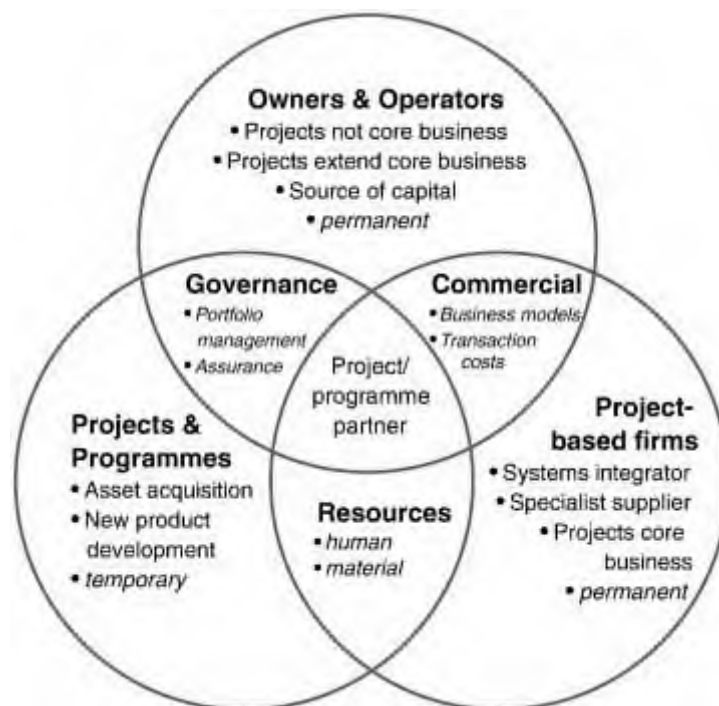 Owners & Operators
▪ Projects not core business
▪ Projects extend core business
▪ Source of capital
▪ permanent
Governance
▪ Portfolio
management
▪ Assurance
Commercial
▪ Business models
▪ Transaction
costs
Project/
programme
partner
Projects &
Programmes
▪ Asset acquisition
▪ New product
development
▪ temporary
Resources
▪ human
▪ material
Project-
based firms
▪ Systems integrator
▪ Specialist supplier
▪ Projects core
business
▪ permanent